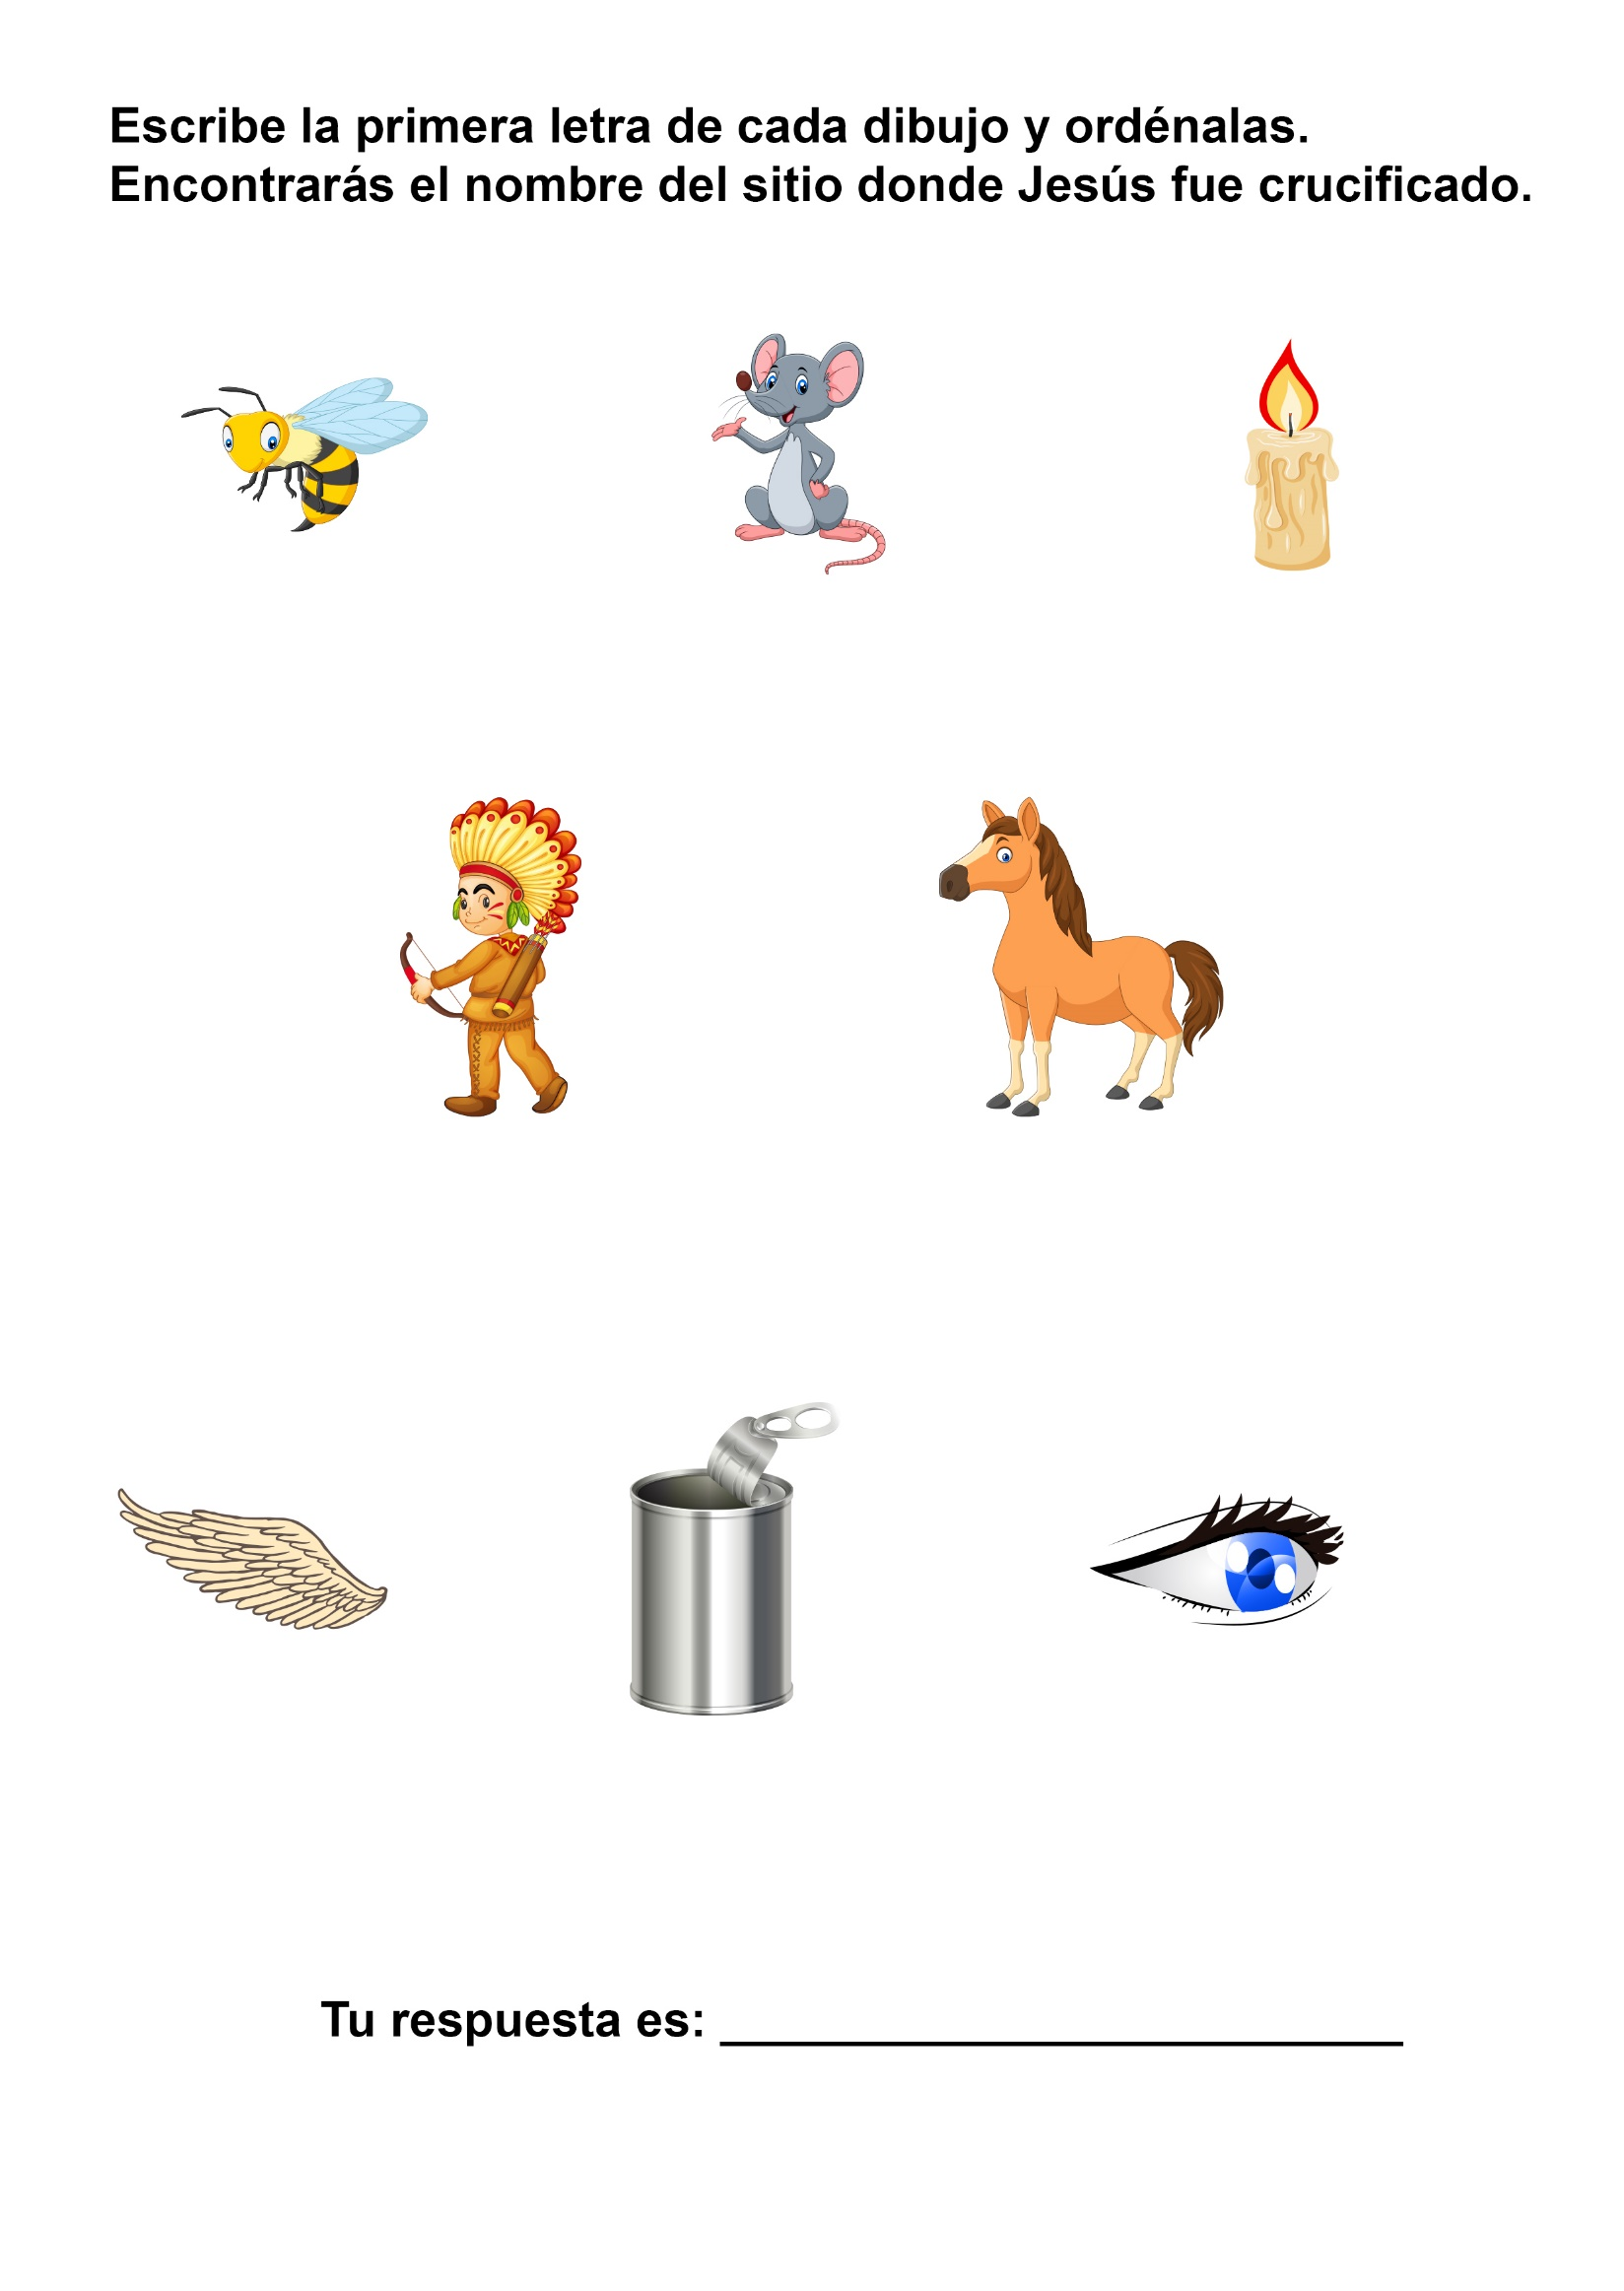 Escribe la primera letra de cada dibujo y ordénalas.
Encontrarás el nombre del sitio donde Jesús fue crucificado.
Tu respuesta es: ____________________